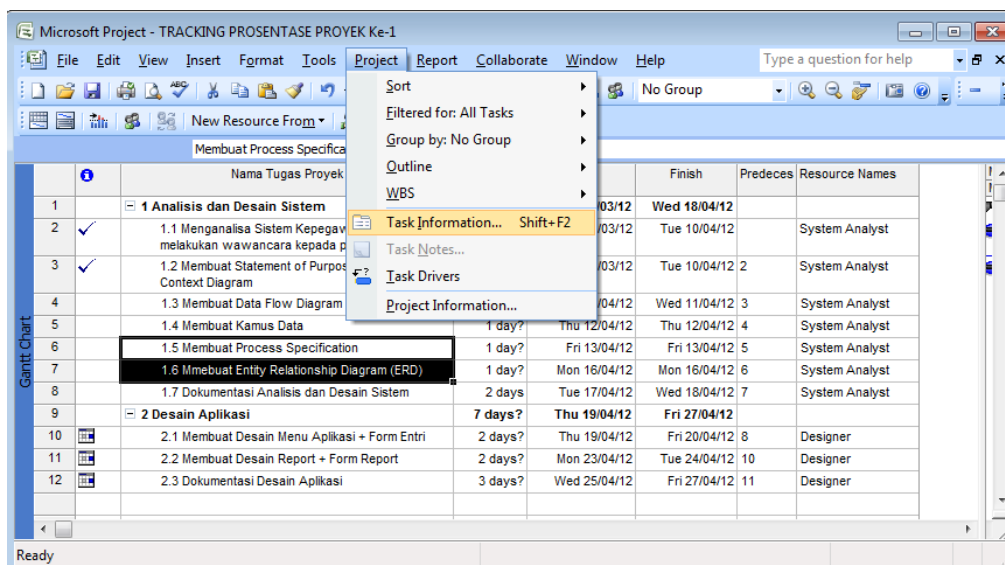 Microsoft Project - TRACKING PROSENTASE PROYEK Ke-1
File Edit View Insert Format Tools Project Report Collaborate Window Help Type a question for help
No Group
New Resource From
Membuat Process Specifica
Sort
Filtered for: All Tasks
Group by: No Group
Outline
WBS
Task Information... Shift+F2
Task Notes...
Task Drivers
Project Information...
Nama Tugas Proyek Finish Predeces Resource Names
1 1 Analisis dan Desain Sistem /03/12 Wed 18/04/12
2 1.1 Menganalisa Sistem Kepegaw /03/12 Tue 10/04/12 System Analyst
melakukan wawancara kepada p
3 1.2 Membuat Statement of Purpos /03/12 Tue 10/04/12 2 System Analyst
Context Diagram
4 1.3 Membuat Data Flow Diagram /04/12 Wed 11/04/12 3 System Analyst
5 1.4 Membuat Kamus Data 1 day? Thu 12/04/12 Thu 12/04/12 4 System Analyst
6 1.5 Membuat Process Specification 1 day? Fri 13/04/12 Fri 13/04/12 5 System Analyst
7 1.6 Mmebuat Entity Relationship Diagram (ERD) 1 day? Mon 16/04/12 Mon 16/04/12 6 System Analyst
8 1.7 Dokumentasi Analisis dan Desain Sistem 2 days Tue 17/04/12 Wed 18/04/12 7 System Analyst
9 2 Desain Aplikasi 7 days? Thu 19/04/12 Fri 27/04/12
10 2.1 Membuat Desain Menu Aplikasi + Form Entri 2 days? Thu 19/04/12 Fri 20/04/12 8 Designer
11 2.2 Membuat Desain Report + Form Report 2 days? Mon 23/04/12 Tue 24/04/12 10 Designer
12 2.3 Dokumentasi Desain Aplikasi 3 days? Wed 25/04/12 Fri 27/04/12 11 Designer
Gantt Chart
Ready